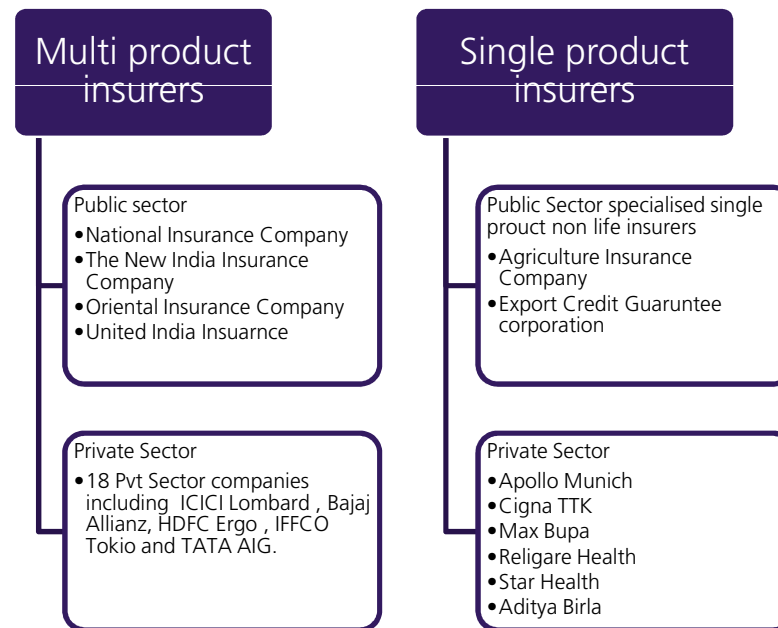 Multi product
insurers
Public sector
•National Insurance Company
•The New India Insurance
Company
•Oriental Insurance Company
•United India Insuarnce
Private Sector
•18 Pvt Sector companies
including ICICI Lombard , Bajaj
Allianz, HDFC Ergo , IFFCO
Tokio and TATA AIG.
Single product
insurers
Public Sector specialised single
prouct non life insurers
•Agriculture Insurance
Company
•Export Credit Guaruntee
corporation
Private Sector
•Apollo Munich
•Cigna TTK
•Max Bupa
•Religare Health
•Star Health
•Aditya Birla